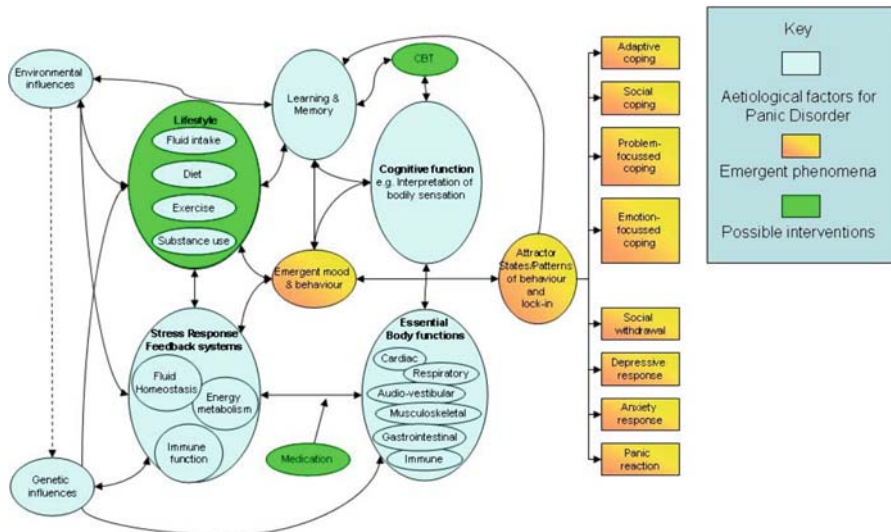 Environmental
influences
Learning &
Memory
CBT
Lifestyle
Fluid intake
Diet
Exercise
Substance use
Cognitive function
e.g. Interpretation of
bodily sensation
Emergent mood
& behaviour
Attractor
States/Patterns
of behaviour
and
lock-in
Stress Response/
Feedback systems
Fluid
Homeostasis
Energy
metabolism
Immune
function
Essential
Body functions
Cardiac
Respiratory
Audio-vestibular
Musculoskeletal
Gastrointestinal
Immune
Medication
Genetic
influences
Adaptive
coping
Social
coping
Problem-
focussed
coping
Emotion-
focussed
coping
Social
withdrawal
Depressive
response
Anxiety
response
Panic
reaction
Key
Aetiological factors for
Panic Disorder
Emergent phenomena
Possible interventions